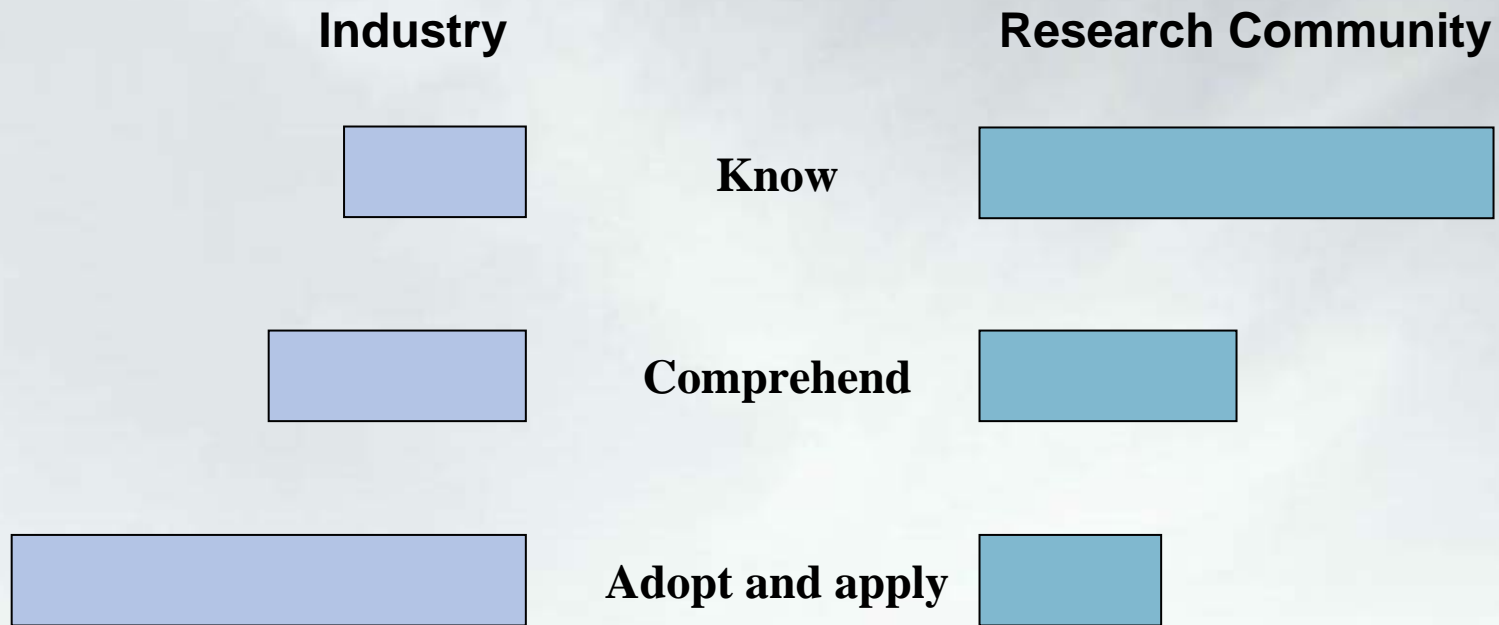 Industry
Research Community
Know
Comprehend
Adopt and apply